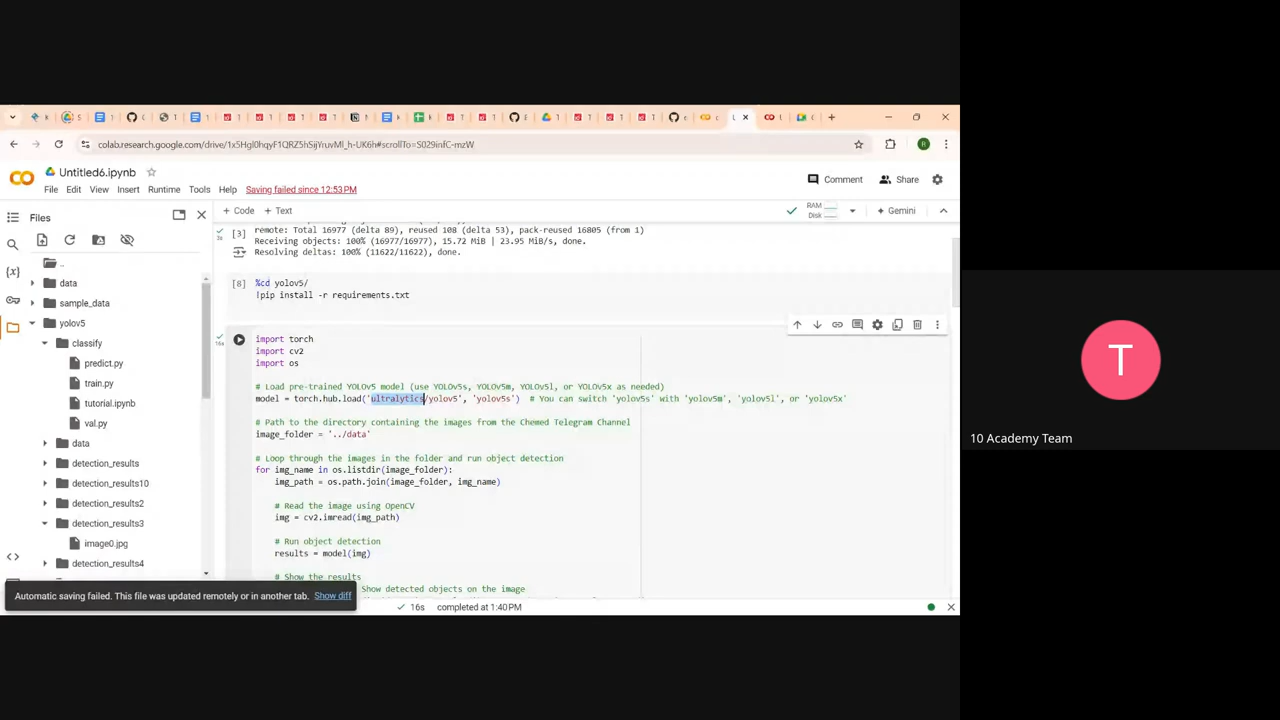 colab.research.google.com/drive/1x5Hgl0hqyF1QRZ5hSijYruvMl_h-UK6h#scrollTo=S029infC-mzW
R
Untitled6.ipynb
Comment
Share
File Edit View Insert Runtime Tools Help Saving failed since 12:53PM
+ Code + Text
RAM
Disk
Gemini
Files
..
data
sample_data
yolov5
classify
predict.py
train.py
tutorial.ipynb
val.py
data
detection_results
detection_results10
detection_results2
detection_results3
image0.jpg
detection_results4
[3]
3s
remote: Total 16977 (delta 89), reused 108 (delta 53), pack-reused 16805 (from 1)
Receiving objects: 100% (16977/16977), 15.72 MiB | 23.95 MiB/s, done.
Resolving deltas: 100% (11622/11622), done.
[8]
%cd yolov5/
!pip install -r requirements.txt
16s
import torch
import cv2
import os
# Load pre-trained YOLOv5 model (use YOLOv5s, YOLOv5m, YOLOv5l, or YOLOv5x as needed)
model = torch.hub.load('ultralytics/yolov5', 'yolov5s') # You can switch 'yolov5s' with 'yolov5m', 'yolov5l', or 'yolov5x'
# Path to the directory containing the images from the Chemed Telegram Channel
image_folder = '../data'
# Loop through the images in the folder and run object detection
for img_name in os.listdir(image_folder):
img_path = os.path.join(image_folder, img_name)
# Read the image using OpenCV
img = cv2.imread(img_path)
# Run object detection
results = model(img)
# Show the results
Show detected objects on the image
Automatic saving failed. This file was updated remotely or in another tab. Show diff
16s completed at 1:40PM
T
10 Academy Team